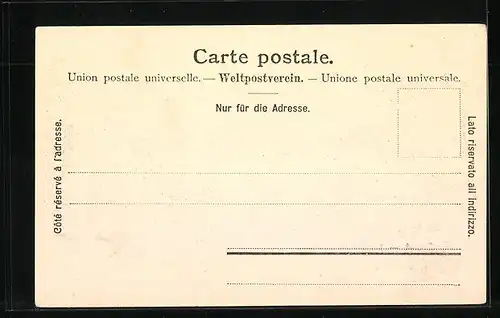 Carte postale.
Union postale universelle. — Weltpostverein. — Unione postale universale.
Nur für die Adresse.
Côté réservé à l'adresse.
Lato riservato all indirizzo.